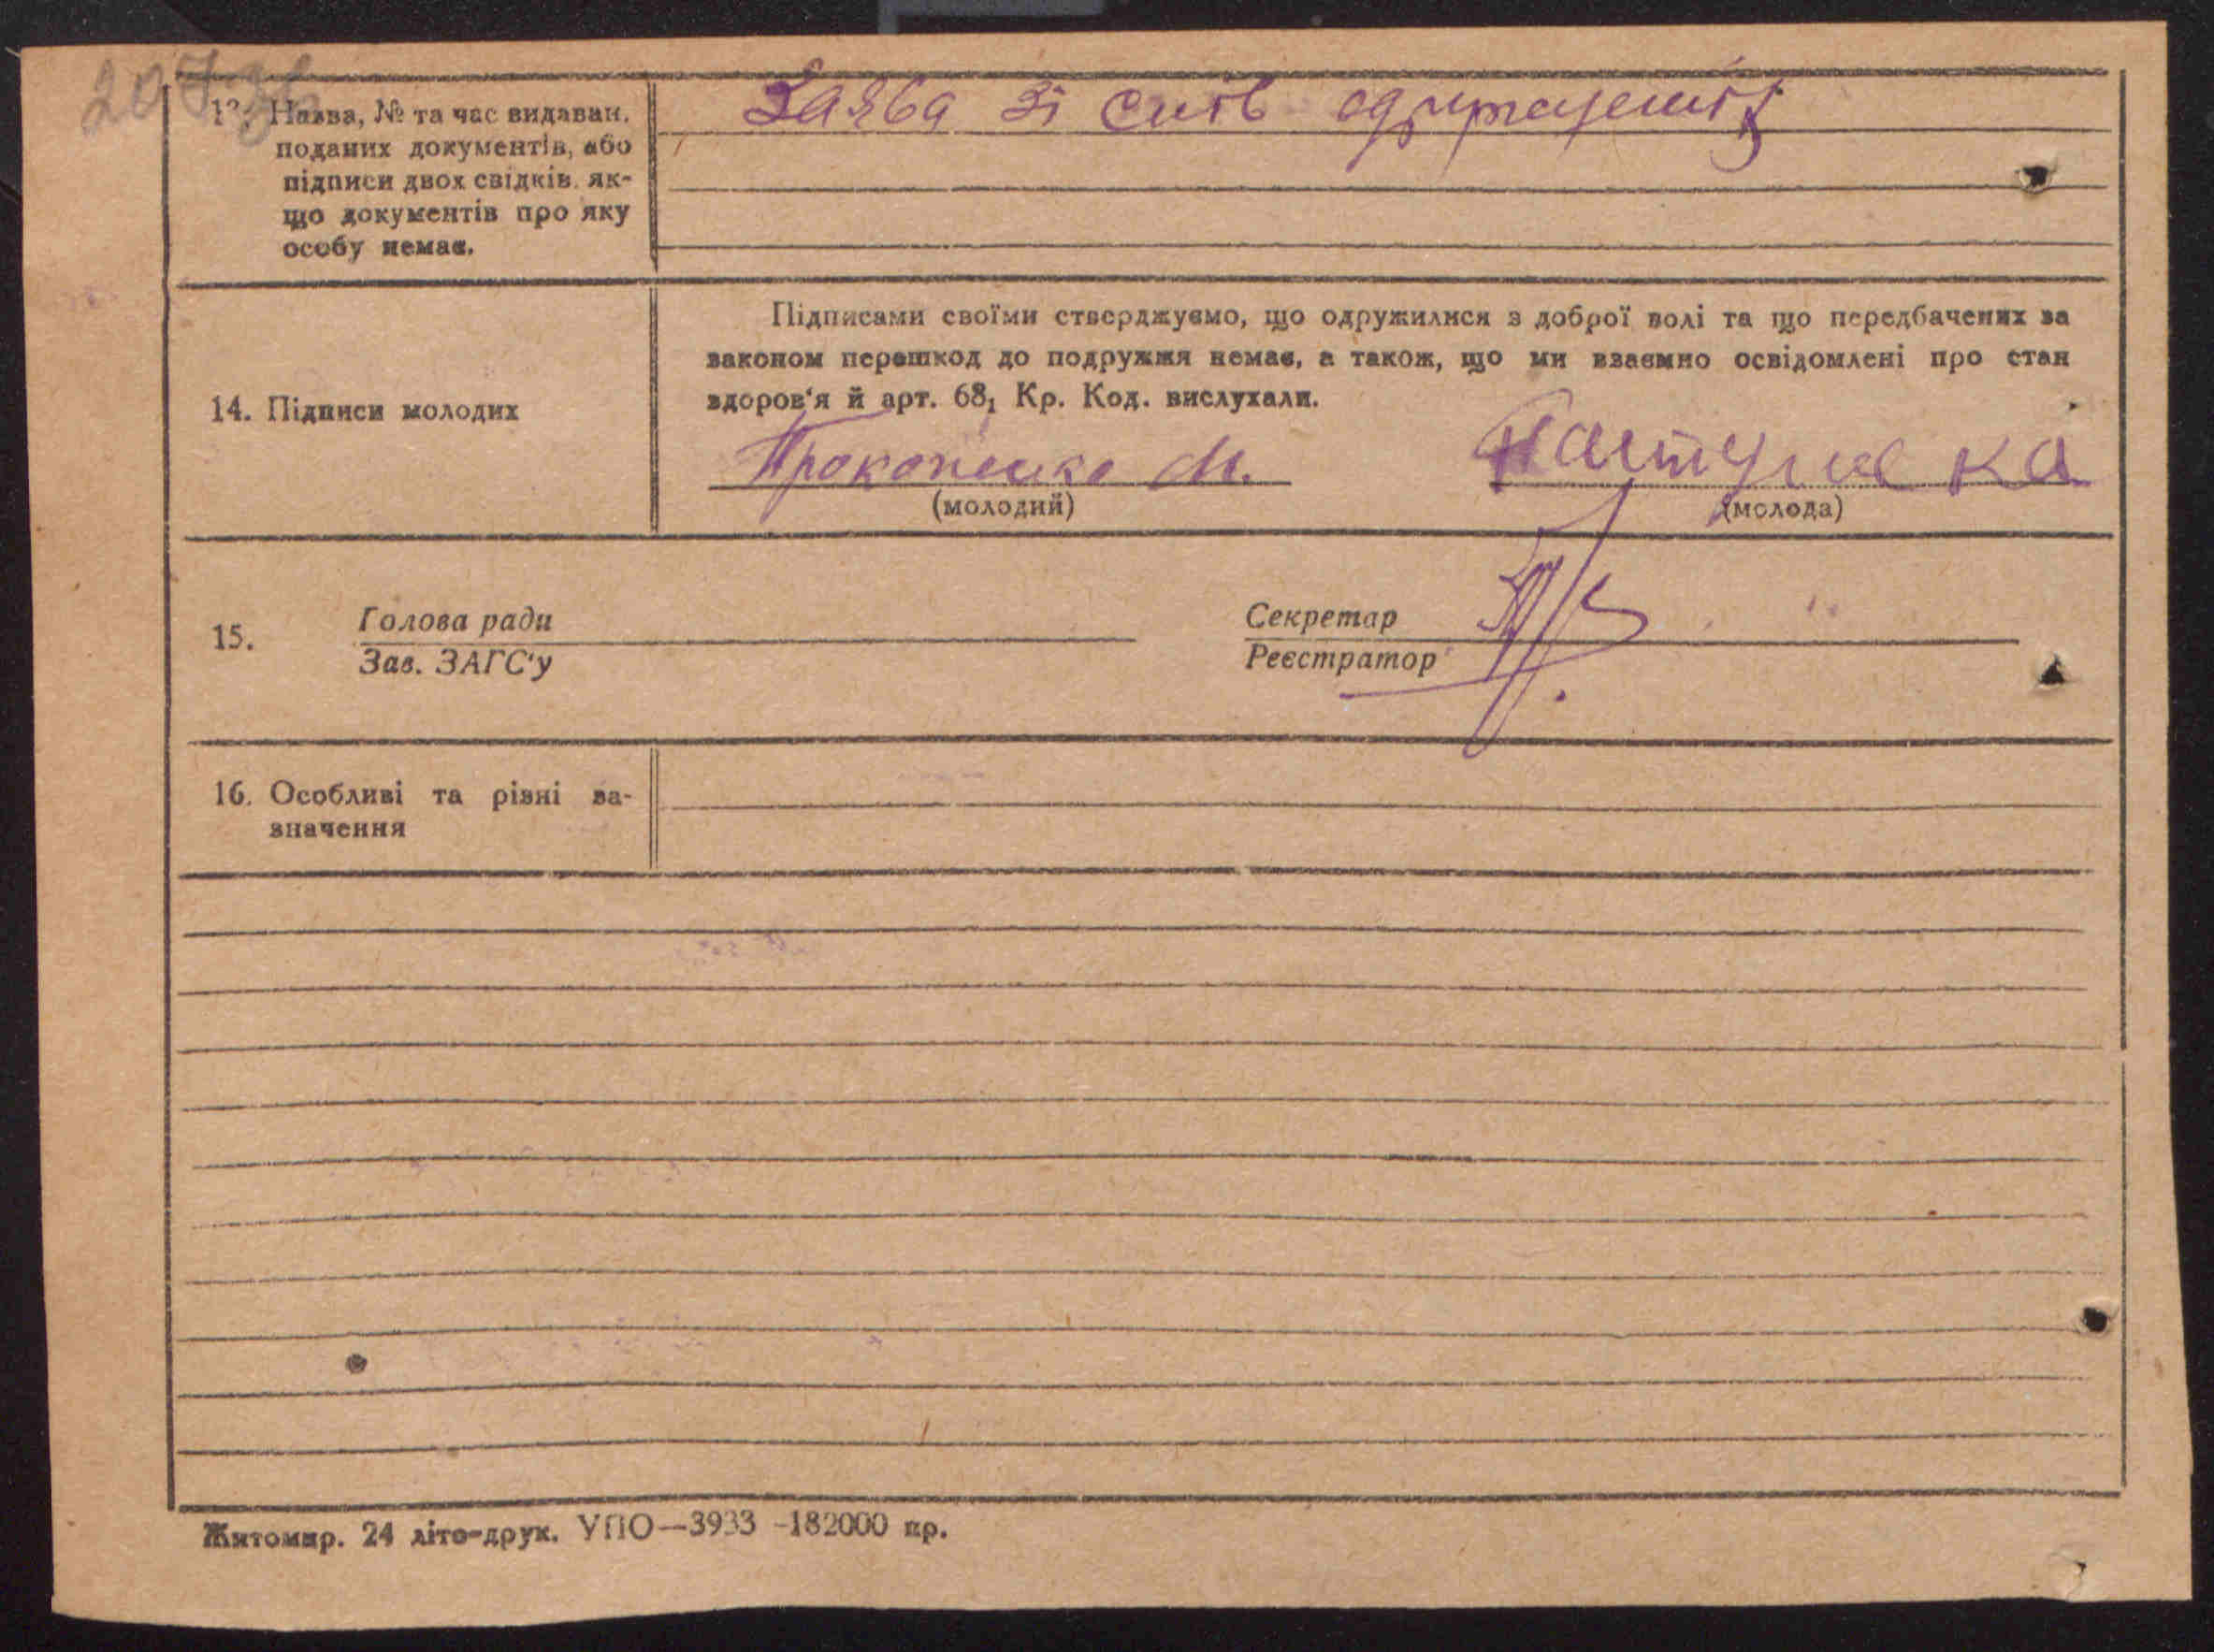 13. Назва, № та час видаван.
поданих документів, або
підписи двох свідків, як-
що документів про яку
особу немає.
Заява зі слів
14. Підписи молодих
Підписами своїми стверджуємо, що одружилися з доброї волі та що передбачених за
законом перешкод до подружжя немає, а також, що ми взаємно освідомлені про стан
здоров'я й арт. 68₁ Кр. Код. вислухали.
Прокопенко М.
(молодий)
(молода)
15.
Голова ради
Зав. ЗАГС'у
Секретар
Реєстратор
16. Особливі та різні за-
значення
Житомир. 24 літо-друк. УПО—3933 -182000 пр.